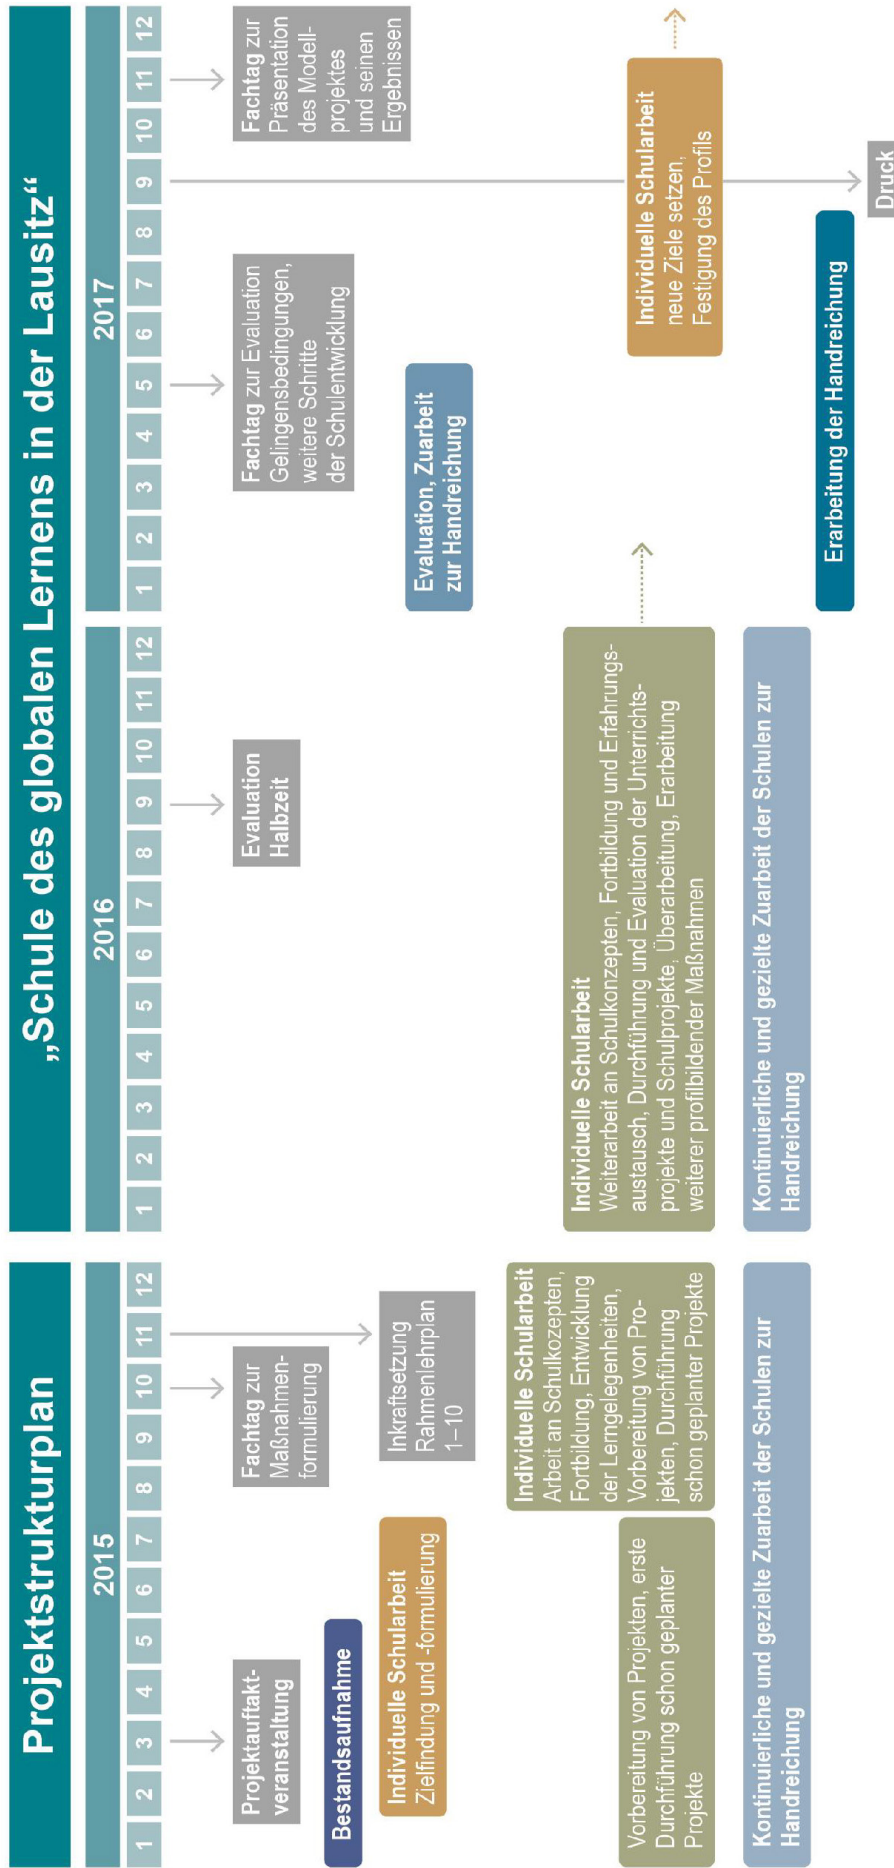 Projektstrukturplan
„Schule des globalen Lernens in der Lausitz“
2015
2016
2017
1 2 3 4 5 6 7 8 9 10 11 12
1 2 3 4 5 6 7 8 9 10 11 12
1 2 3 4 5 6 7 8 9 10 11 12
Projektauftakt-
veranstaltung
Fachtag zur
Maßnahmen-
formulierung
Evaluation
Halbzeit
Fachtag zur Evaluation
Gelingensbedingungen,
weitere Schritte
der Schulentwicklung
Fachtag zur
Präsentation
des Modell-
projektes
und seinen
Ergebnissen
Bestandsaufnahme
Individuelle Schularbeit
Zielfindung und -formulierung
Inkraftsetzung
Rahmenlehrplan
1–10
Evaluation, Zuarbeit
zur Handreichung
Vorbereitung von Projekten, erste
Durchführung schon geplanter
Projekte
Individuelle Schularbeit
Arbeit an Schulkozepten,
Fortbildung, Entwicklung
der Lerngelegenheiten,
Vorbereitung von Pro-
jekten, Durchführung
schon geplanter Projekte
Individuelle Schularbeit
Weiterarbeit an Schulkonzepten, Fortbildung und Erfahrungs-
austausch, Durchführung und Evaluation der Unterrichts-
projekte und Schulprojekte, Überarbeitung, Erarbeitung
weiterer profilbildender Maßnahmen
Individuelle Schularbeit
neue Ziele setzen,
Festigung des Profils
Kontinuierliche und gezielte Zuarbeit der Schulen zur
Handreichung
Kontinuierliche und gezielte Zuarbeit der Schulen zur
Handreichung
Erarbeitung der Handreichung
Druck